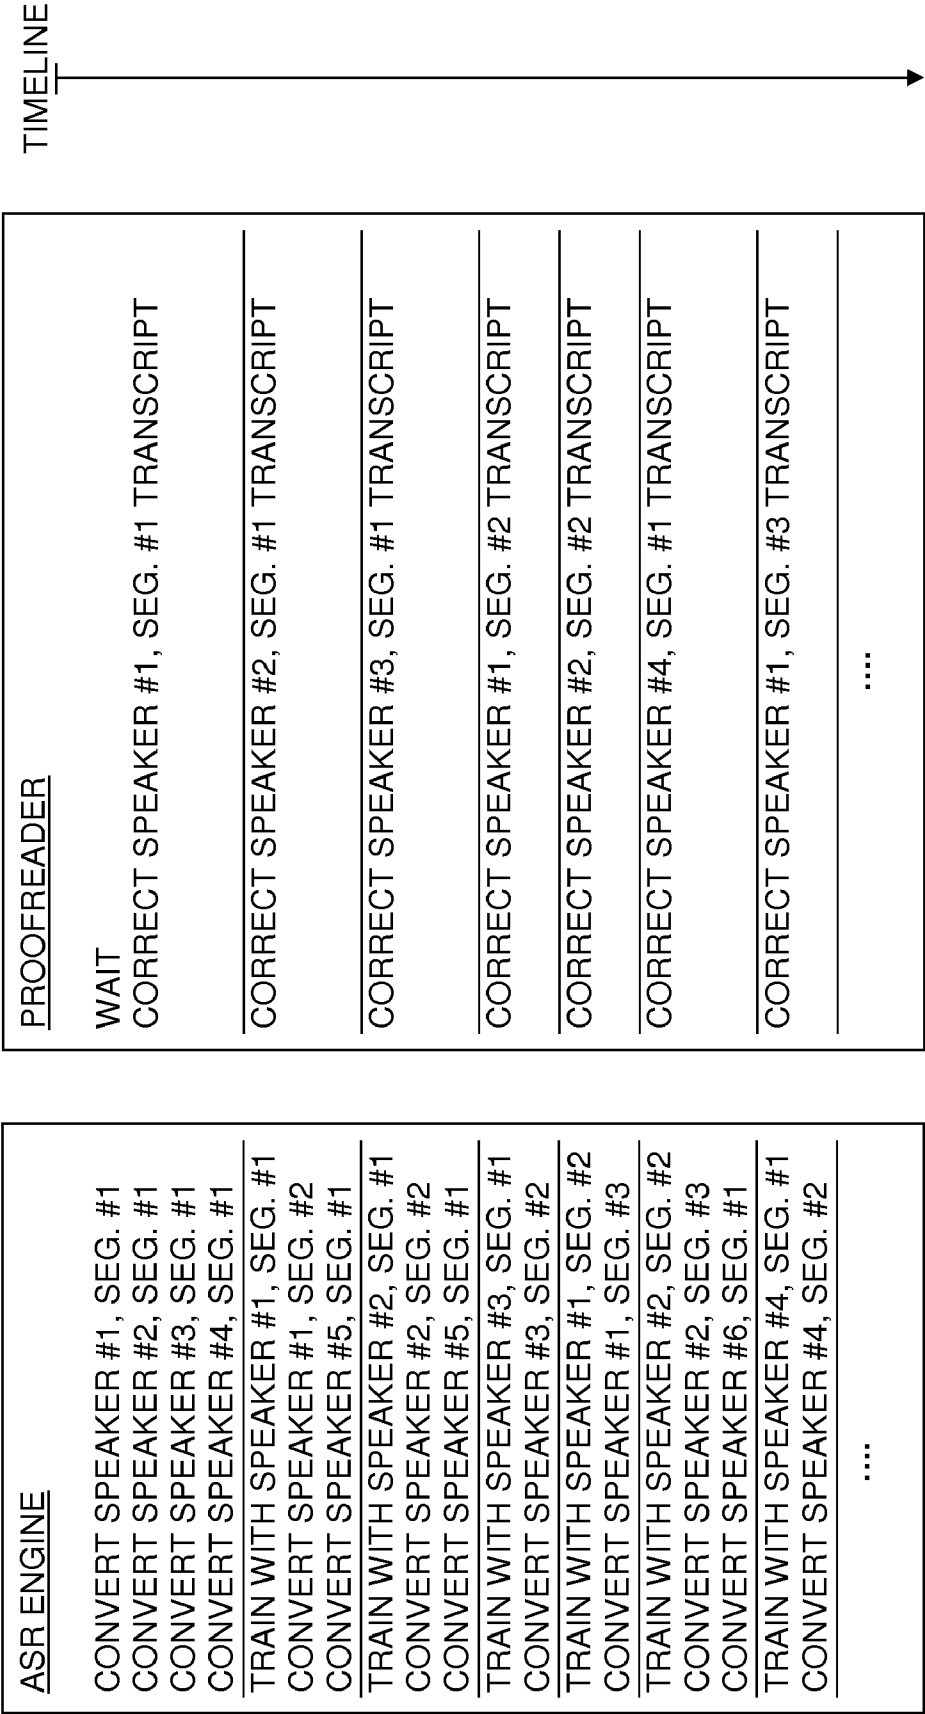 ASR ENGINE
CONVERT SPEAKER #1, SEG. #1
CONVERT SPEAKER #2, SEG. #1
CONVERT SPEAKER #3, SEG. #1
CONVERT SPEAKER #4, SEG. #1
TRAIN WITH SPEAKER #1, SEG. #1
CONVERT SPEAKER #1, SEG. #2
CONVERT SPEAKER #5, SEG. #1
TRAIN WITH SPEAKER #2, SEG. #1
CONVERT SPEAKER #2, SEG. #2
CONVERT SPEAKER #5, SEG. #1
TRAIN WITH SPEAKER #3, SEG. #1
CONVERT SPEAKER #3, SEG. #2
TRAIN WITH SPEAKER #1, SEG. #2
CONVERT SPEAKER #1, SEG. #3
TRAIN WITH SPEAKER #2, SEG. #2
CONVERT SPEAKER #2, SEG. #3
CONVERT SPEAKER #6, SEG. #1
TRAIN WITH SPEAKER #4, SEG. #1
CONVERT SPEAKER #4, SEG. #2
....
PROOFREADER
WAIT
CORRECT SPEAKER #1, SEG. #1 TRANSCRIPT
CORRECT SPEAKER #2, SEG. #1 TRANSCRIPT
CORRECT SPEAKER #3, SEG. #1 TRANSCRIPT
CORRECT SPEAKER #1, SEG. #2 TRANSCRIPT
CORRECT SPEAKER #2, SEG. #2 TRANSCRIPT
CORRECT SPEAKER #4, SEG. #1 TRANSCRIPT
CORRECT SPEAKER #1, SEG. #3 TRANSCRIPT
....
TIMELINE